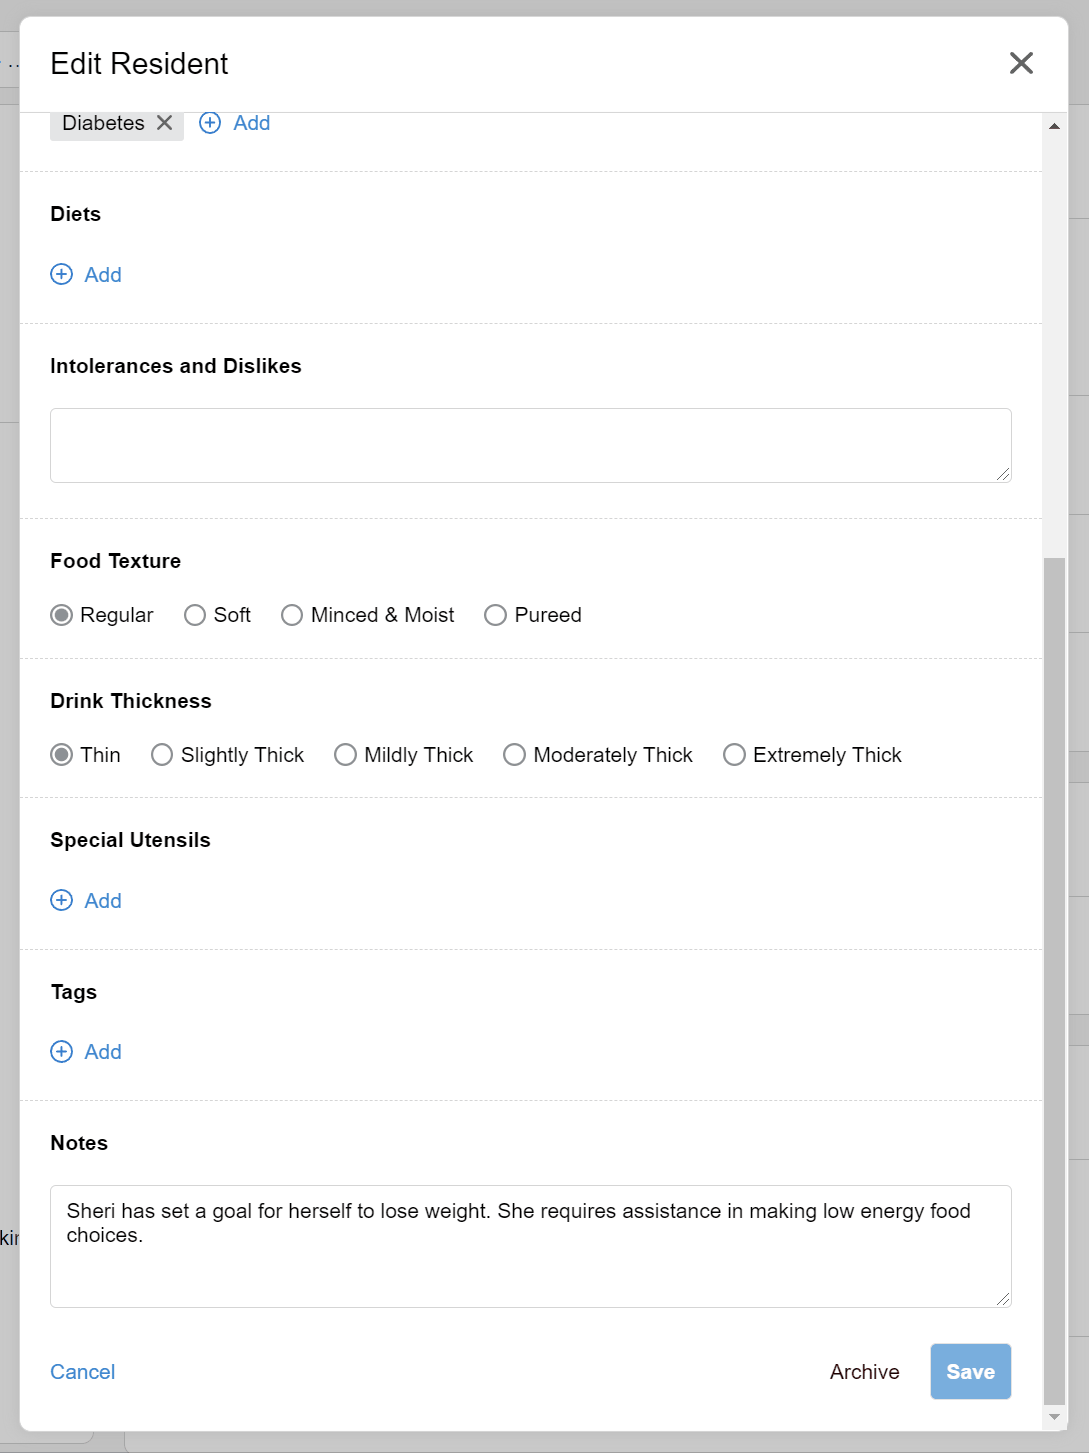 Edit Resident
Diabetes Add
Diets
Add
Intolerances and Dislikes
Food Texture
Regular Soft Minced & Moist Pureed
Drink Thickness
Thin Slightly Thick Mildly Thick Moderately Thick Extremely Thick
Special Utensils
Add
Tags
Add
Notes
Sheri has set a goal for herself to lose weight. She requires assistance in making low energy food
choices.
Cancel Archive Save